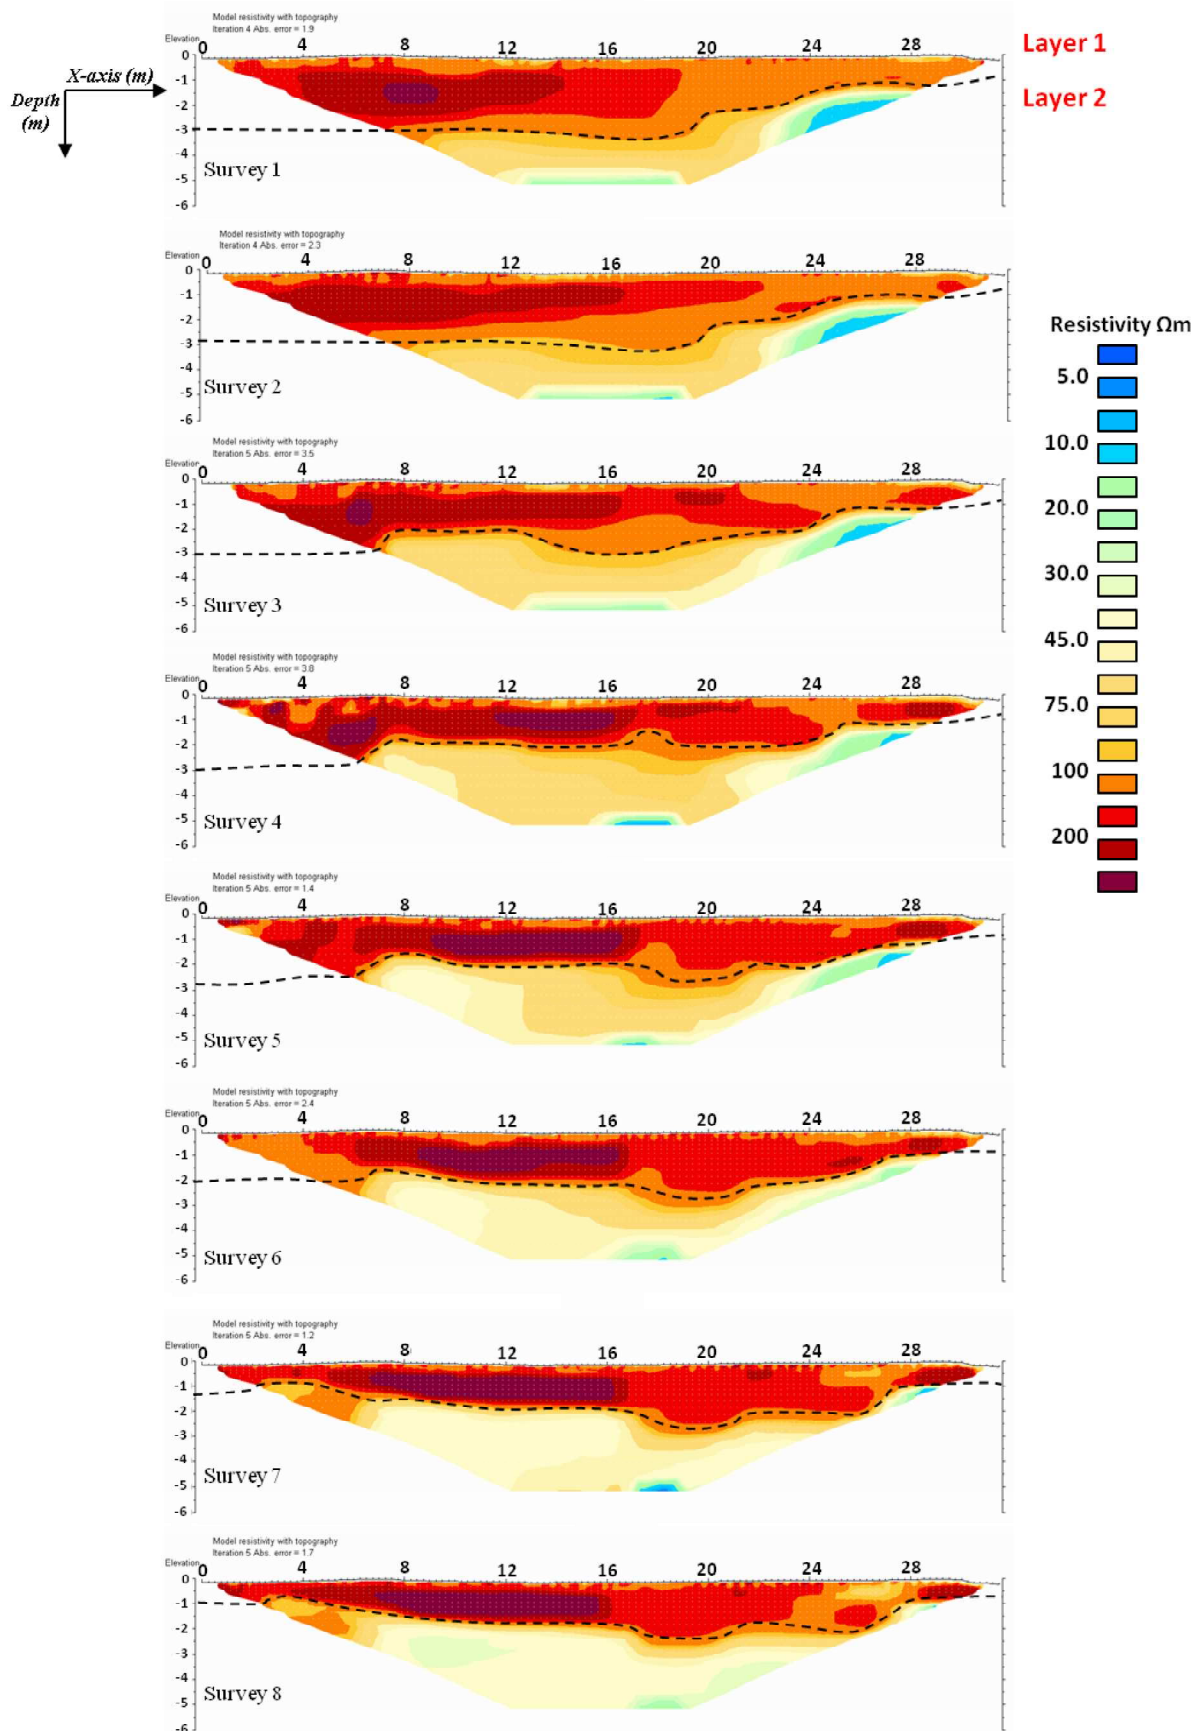 Model resistivity with topography
Iteration 4 Abs. error = 1.9
Elevation
0 4 8 12 16 20 24 28
Layer 1
Layer 2
X-axis (m)
Depth
(m)
0
-1
-2
-3
-4
-5
-6
Survey 1
Model resistivity with topography
Iteration 4 Abs. error = 2.3
Elevation
0 4 8 12 16 20 24 28
0
-1
-2
-3
-4
-5
-6
Survey 2
Model resistivity with topography
Iteration 5 Abs. error = 3.5
Elevation
0 4 8 12 16 20 24 28
0
-1
-2
-3
-4
-5
-6
Survey 3
Model resistivity with topography
Iteration 5 Abs. error = 3.8
Elevation
0 4 8 12 16 20 24 28
0
-1
-2
-3
-4
-5
-6
Survey 4
Model resistivity with topography
Iteration 5 Abs. error = 1.4
Elevation
0 4 8 12 16 20 24 28
0
-1
-2
-3
-4
-5
-6
Survey 5
Model resistivity with topography
Iteration 5 Abs. error = 2.4
Elevation
0 4 8 12 16 20 24 28
0
-1
-2
-3
-4
-5
-6
Survey 6
Model resistivity with topography
Iteration 5 Abs. error = 1.2
Elevation
0 4 8 12 16 20 24 28
0
-1
-2
-3
-4
-5
-6
Survey 7
Model resistivity with topography
Iteration 5 Abs. error = 1.7
Elevation
0 4 8 12 16 20 24 28
0
-1
-2
-3
-4
-5
-6
Survey 8
Resistivity Ωm
5.0
10.0
20.0
30.0
45.0
75.0
100
200